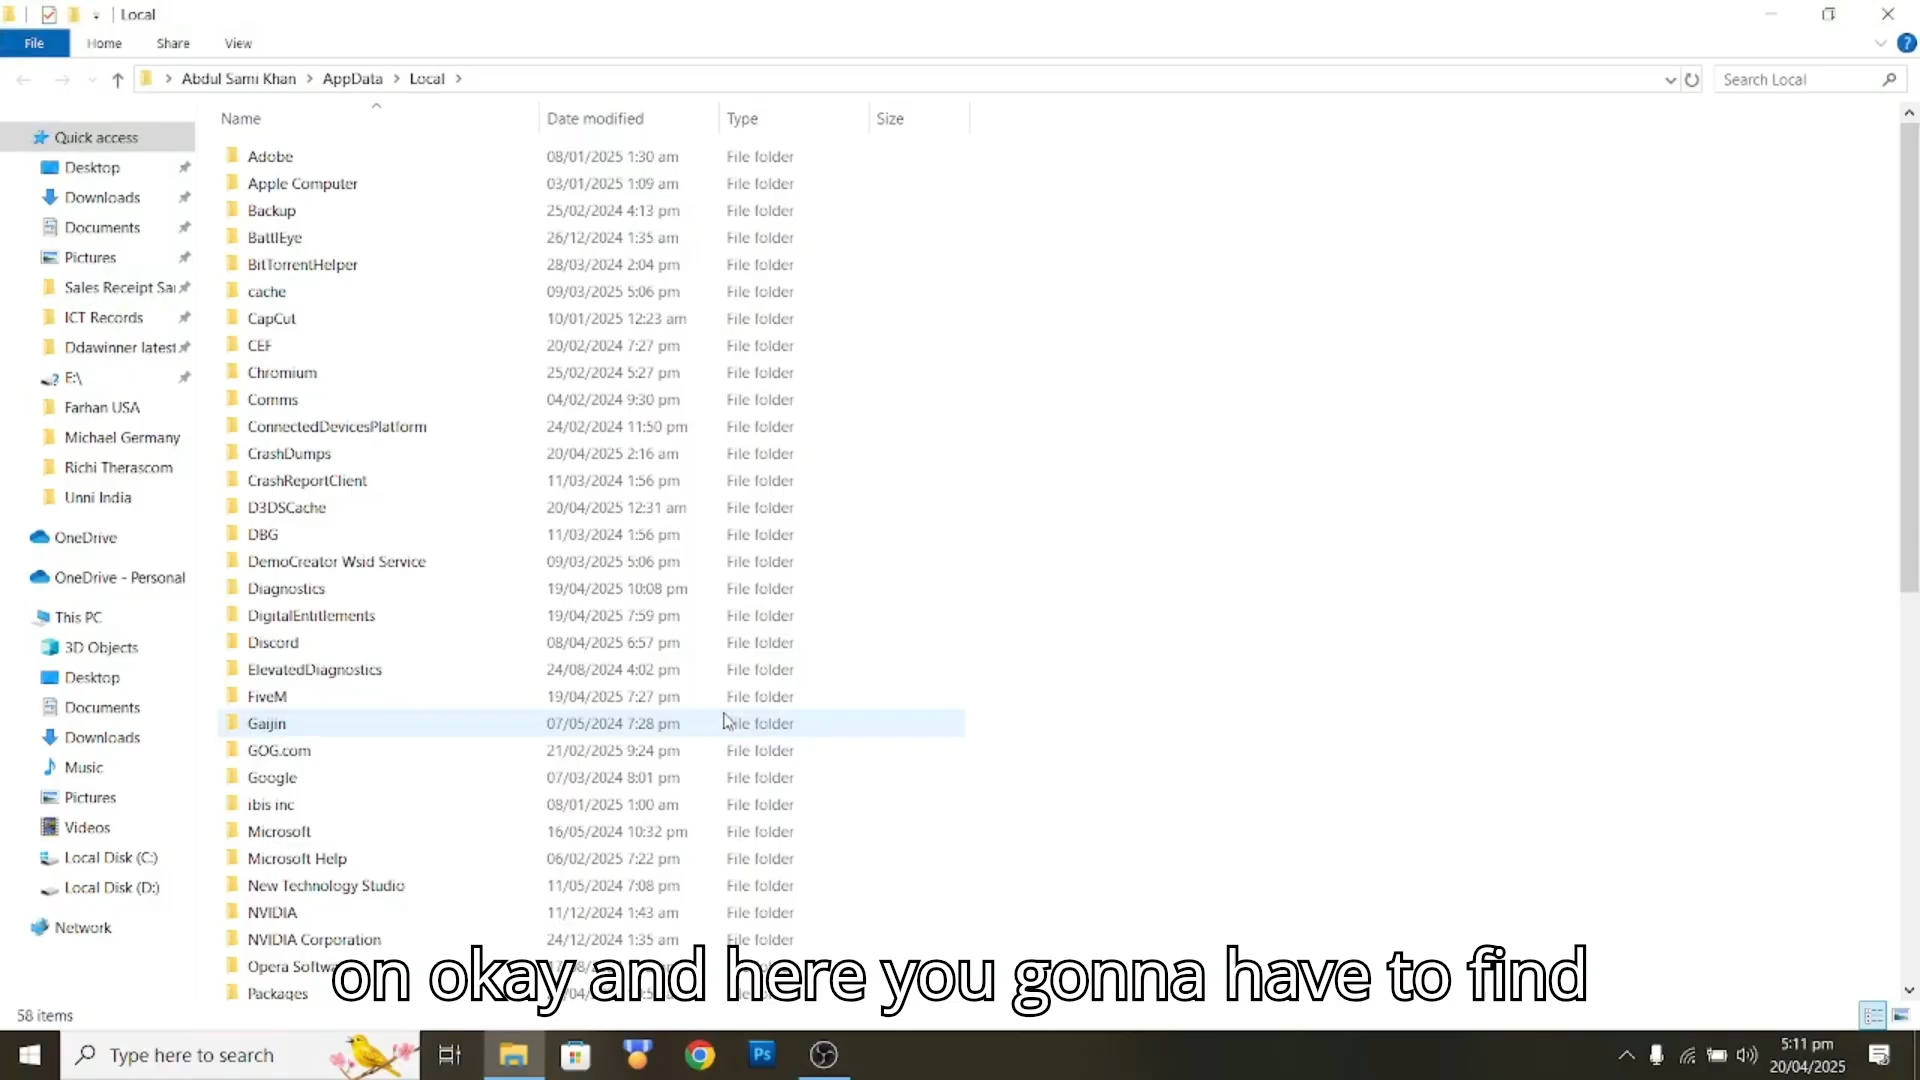 Local
File Home Share View
Abdul Sami Khan > AppData > Local >
Search Local
Name Date modified Type Size
Quick access
Desktop
Downloads
Documents
Pictures
Sales Receipt Sa
ICT Records
Ddawinner latest
E:\
Farhan USA
Michael Germany
Richi Therascom
Unni India
OneDrive
OneDrive - Personal
This PC
3D Objects
Desktop
Documents
Downloads
Music
Pictures
Videos
Local Disk (C:)
Local Disk (D:)
Network
Adobe 08/01/2025 1:30 am File folder
Apple Computer 03/01/2025 1:09 am File folder
Backup 25/02/2024 4:13 pm File folder
BattlEye 26/12/2024 1:35 am File folder
BitTorrentHelper 28/03/2024 2:04 pm File folder
cache 09/03/2025 5:06 pm File folder
CapCut 10/01/2025 12:23 am File folder
CEF 20/02/2024 7:27 pm File folder
Chromium 25/02/2024 5:27 pm File folder
Comms 04/02/2024 9:30 pm File folder
ConnectedDevicesPlatform 24/02/2024 11:50 pm File folder
CrashDumps 20/04/2025 2:16 am File folder
CrashReportClient 11/03/2024 1:56 pm File folder
D3DSCache 20/04/2025 12:31 am File folder
DBG 11/03/2024 1:56 pm File folder
DemoCreator Wsid Service 09/03/2025 5:06 pm File folder
Diagnostics 19/04/2025 10:08 pm File folder
DigitalEntitlements 19/04/2025 7:59 pm File folder
Discord 08/04/2025 6:57 pm File folder
ElevatedDiagnostics 24/08/2024 4:02 pm File folder
FiveM 19/04/2025 7:27 pm File folder
Gaijin 07/05/2024 7:28 pm File folder
GOG.com 21/02/2025 9:24 pm File folder
Google 07/03/2024 8:01 pm File folder
ibis inc 08/01/2025 1:00 am File folder
Microsoft 16/05/2024 10:32 pm File folder
Microsoft Help 06/02/2025 7:22 pm File folder
New Technology Studio 11/05/2024 7:08 pm File folder
NVIDIA 11/12/2024 1:43 am File folder
NVIDIA Corporation 24/12/2024 1:35 am File folder
Opera File folder
Packages File folder
on okay and here you gonna have to find
58 items
Type here to search
Ps
5:11 pm
20/04/2025